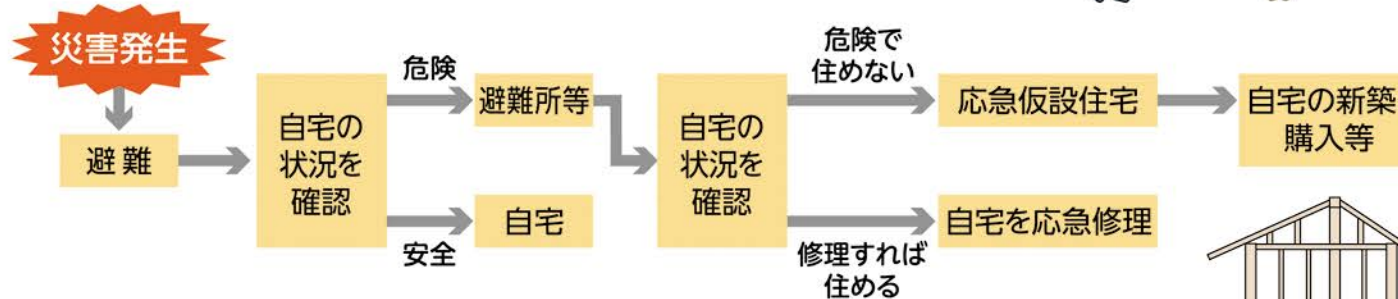 災害発生
避難
自宅の
状況を
確認
危険
避難所等
安全
自宅
自宅の
状況を
確認
危険で
住めない
応急仮設住宅
自宅の新築
購入等
修理すれば
住める
自宅を応急修理